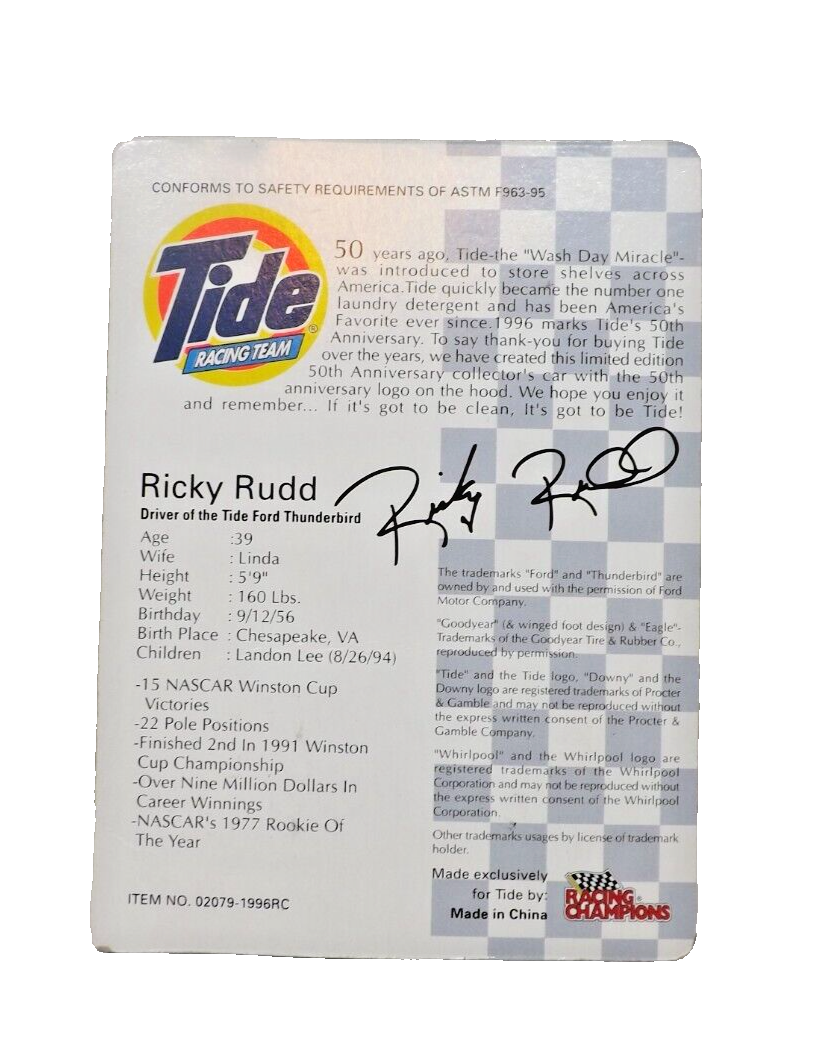 CONFORMS TO SAFETY REQUIREMENTS OF ASTM F963-95
Tide®
RACING TEAM
50 years ago, Tide-the "Wash Day Miracle"-
was introduced to store shelves across
America.Tide quickly became the number one
laundry detergent and has been America's
Favorite ever since.1996 marks Tide's 50th
Anniversary. To say thank-you for buying Tide
over the years, we have created this limited edition
50th Anniversary collector's car with the 50th
anniversary logo on the hood. We hope you enjoy it
and remember... If it's got to be clean, It's got to be Tide!
Ricky Rudd
Ricky Rudd
Driver of the Tide Ford Thunderbird
Age :39
Wife : Linda
Height : 5'9"
Weight : 160 Lbs.
Birthday : 9/12/56
Birth Place : Chesapeake, VA
Children : Landon Lee (8/26/94)
-15 NASCAR Winston Cup
Victories
-22 Pole Positions
-Finished 2nd In 1991 Winston
Cup Championship
-Over Nine Million Dollars In
Career Winnings
-NASCAR's 1977 Rookie Of
The Year
ITEM NO. 02079-1996RC
The trademarks "Ford" and "Thunderbird" are
owned by and used with the permission of Ford
Motor Company.
"Goodyear" (& winged foot design) & "Eagle"-
Trademarks of the Goodyear Tire & Rubber Co.,
reproduced by permission.
"Tide" and the Tide logo, "Downy" and the
Downy logo are registered trademarks of Procter
& Gamble and may not be reproduced without
the express written consent of the Procter &
Gamble Company.
"Whirlpool" and the Whirlpool logo are
registered trademarks of the Whirlpool
Corporation and may not be reproduced without
the express written consent of the Whirlpool
Corporation.
Other trademarks usages by license of trademark
holder.
Made exclusively
for Tide by:
Made in China
RACING
CHAMPIONS